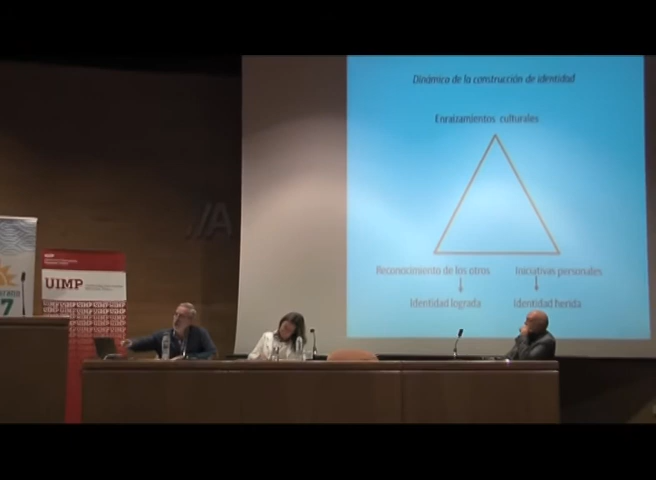 Dinámica de la construcción de identidad
Enraizamientos culturales
Reconocimiento de los otros
Iniciativas personales
Identidad lograda
Identidad herida
UIMP
7